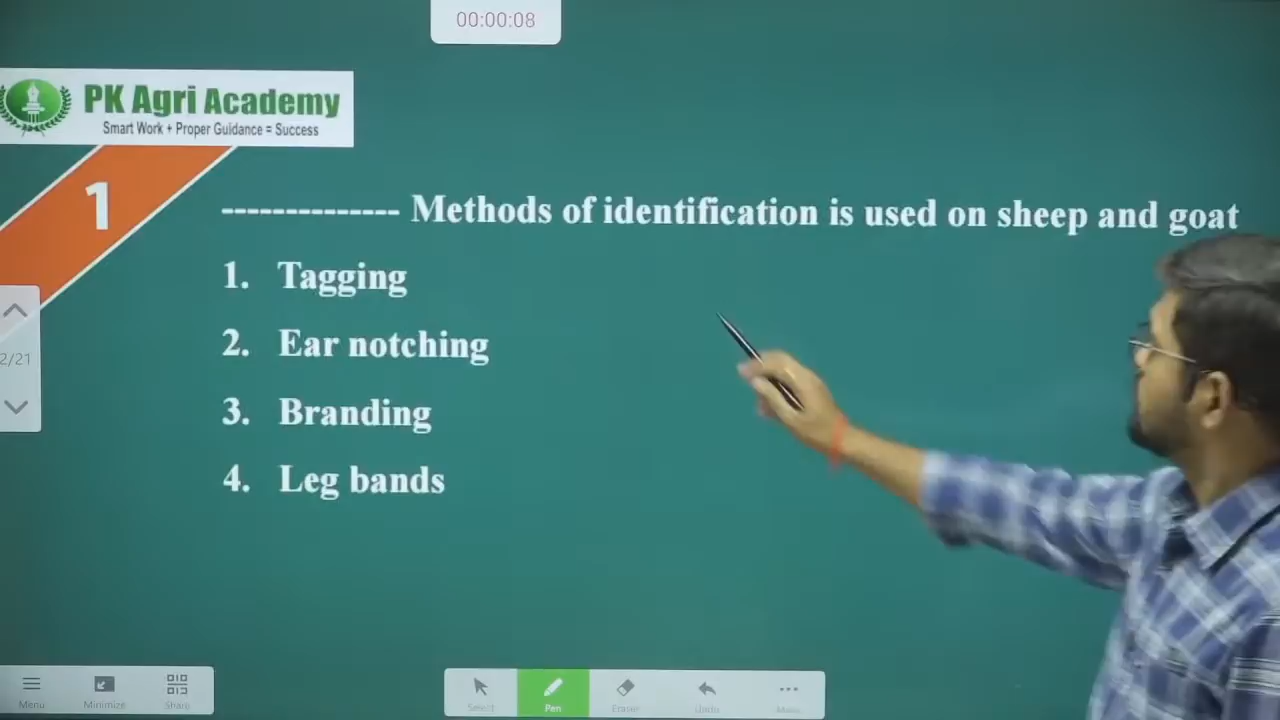 00:00:08
PK Agri Academy
Smart Work + Proper Guidance = Success
1
-------------- Methods of identification is used on sheep and goat
1. Tagging
2. Ear notching
3. Branding
4. Leg bands
2/21
Menu
Minimize
Share
Select
Pen
Eraser
Undo
More